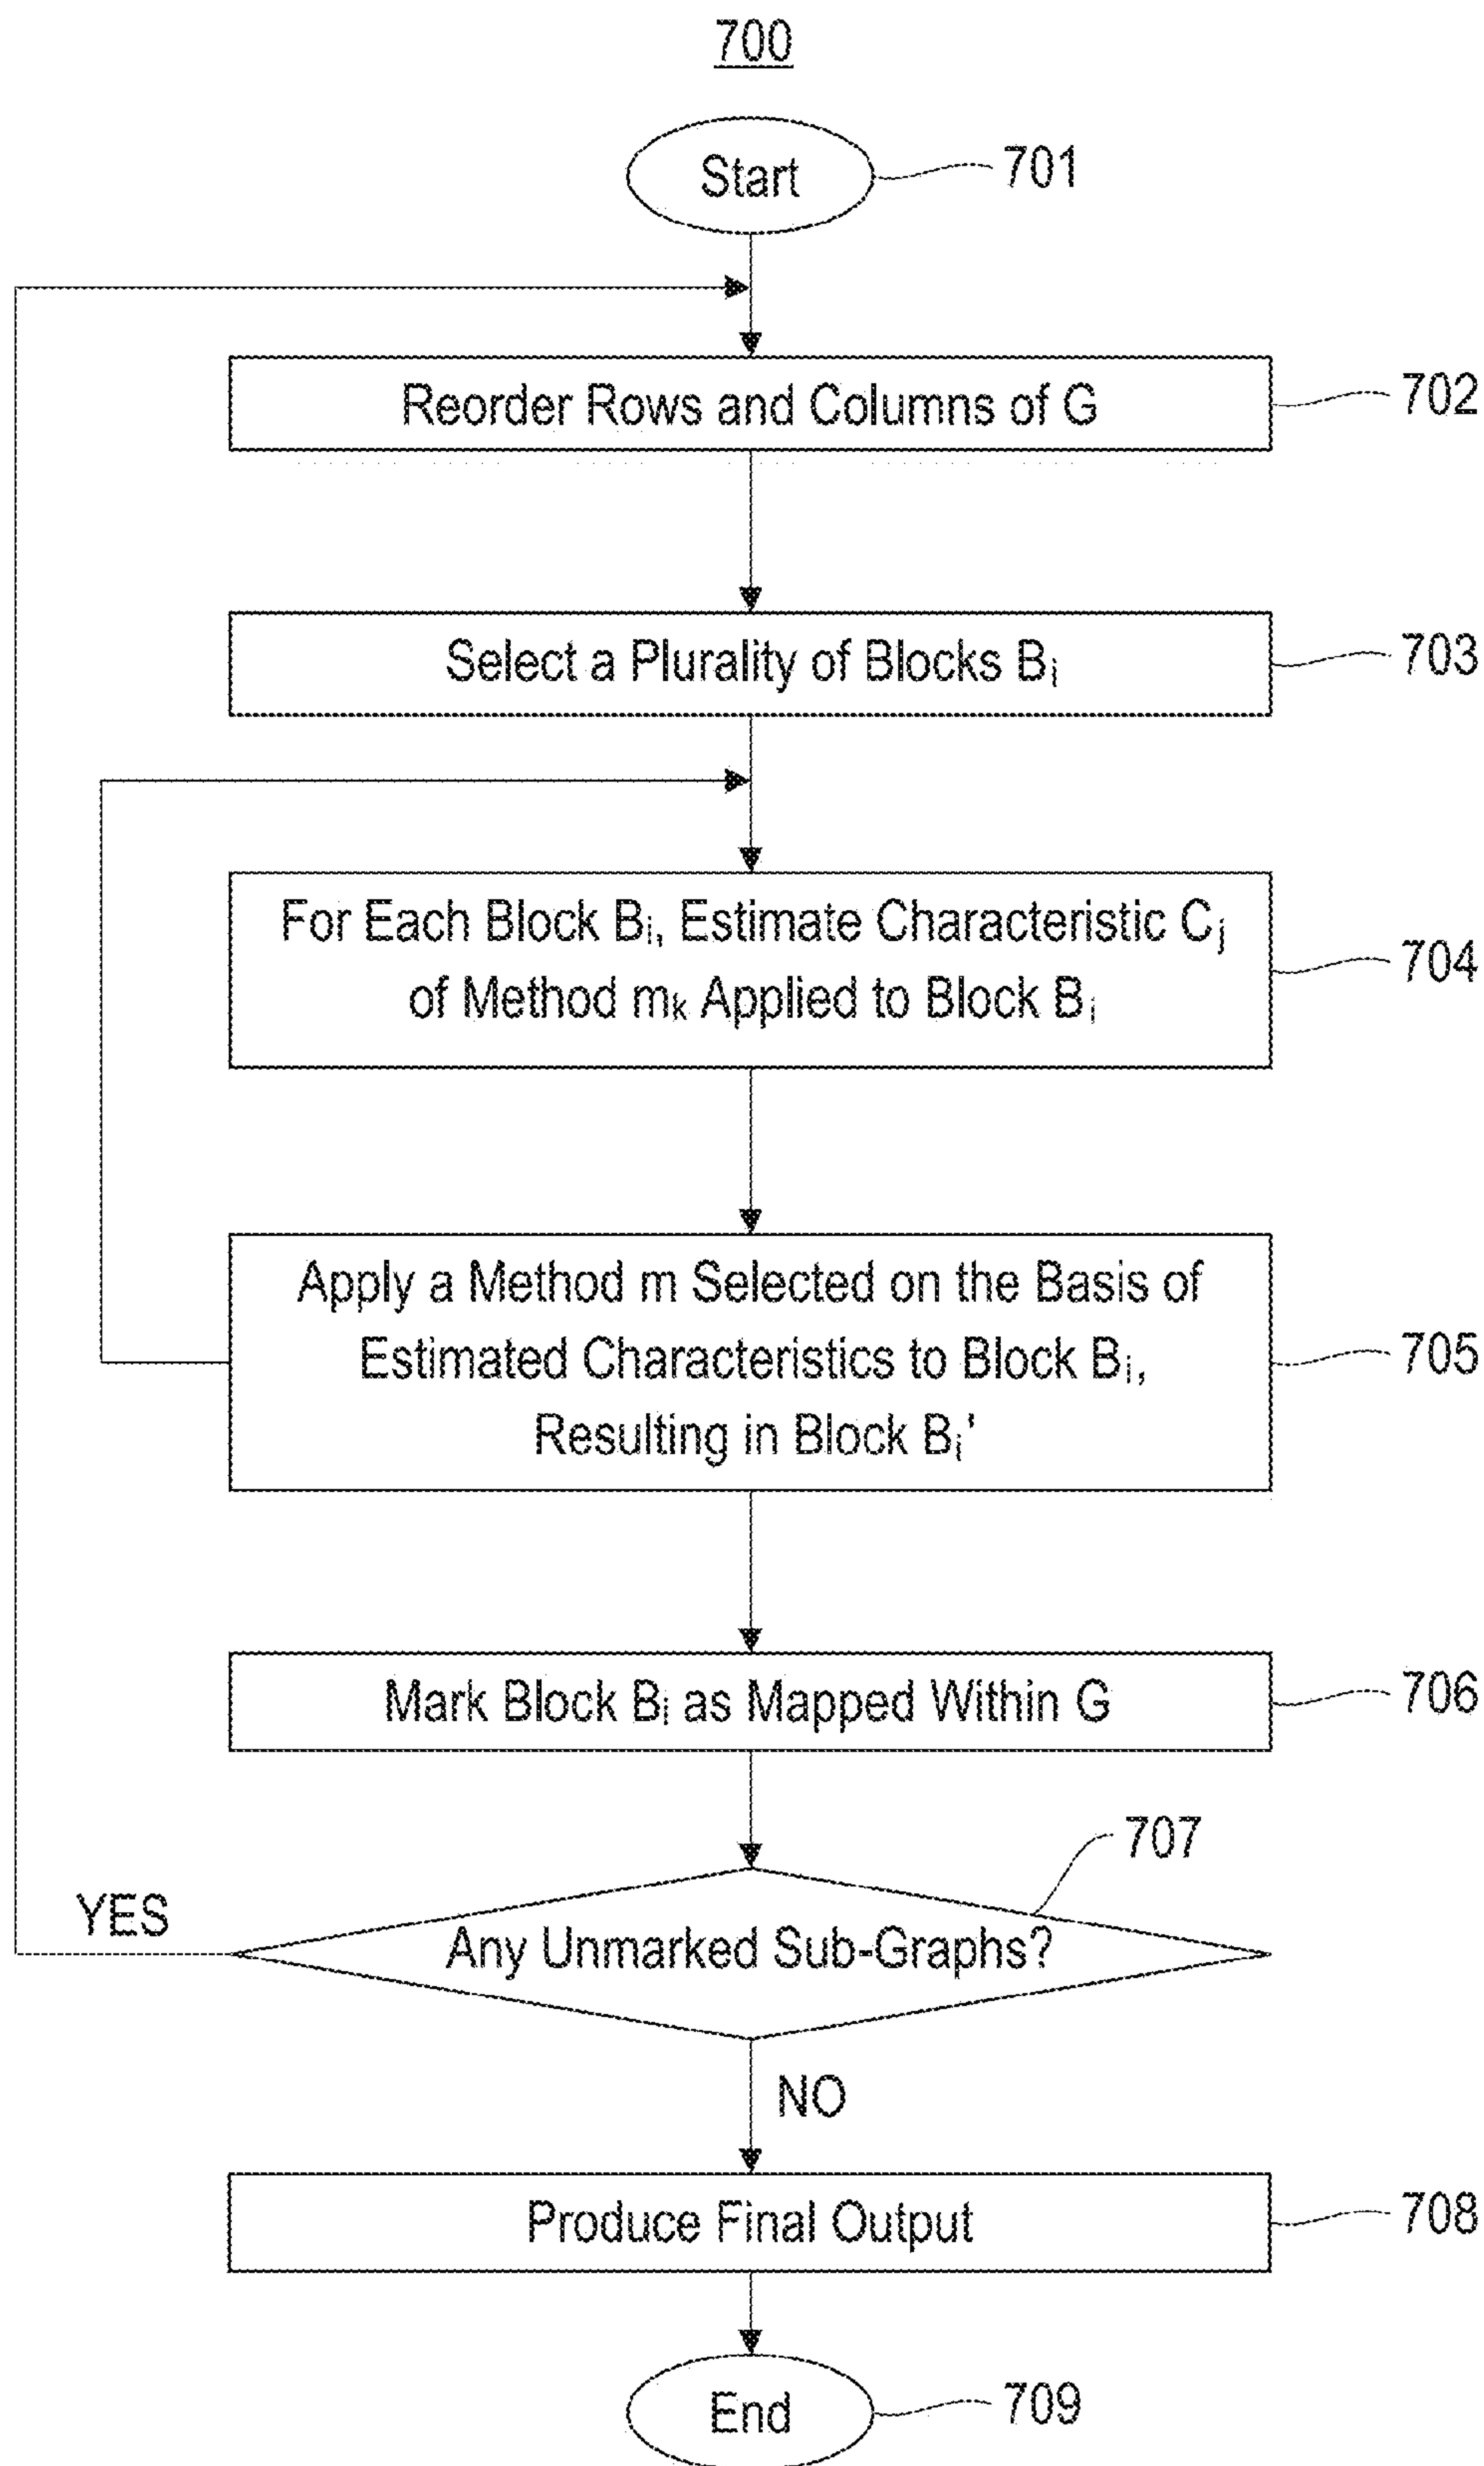 700
Start
701
Reorder Rows and Columns of G
702
Select a Plurality of Blocks Bi
703
For Each Block Bi, Estimate Characteristic Cj
of Method mk Applied to Block Bi
704
Apply a Method m Selected on the Basis of
Estimated Characteristics to Block Bi,
Resulting in Block Bi'
705
Mark Block Bi as Mapped Within G
706
707
YES
Any Unmarked Sub-Graphs?
NO
Produce Final Output
708
End
709